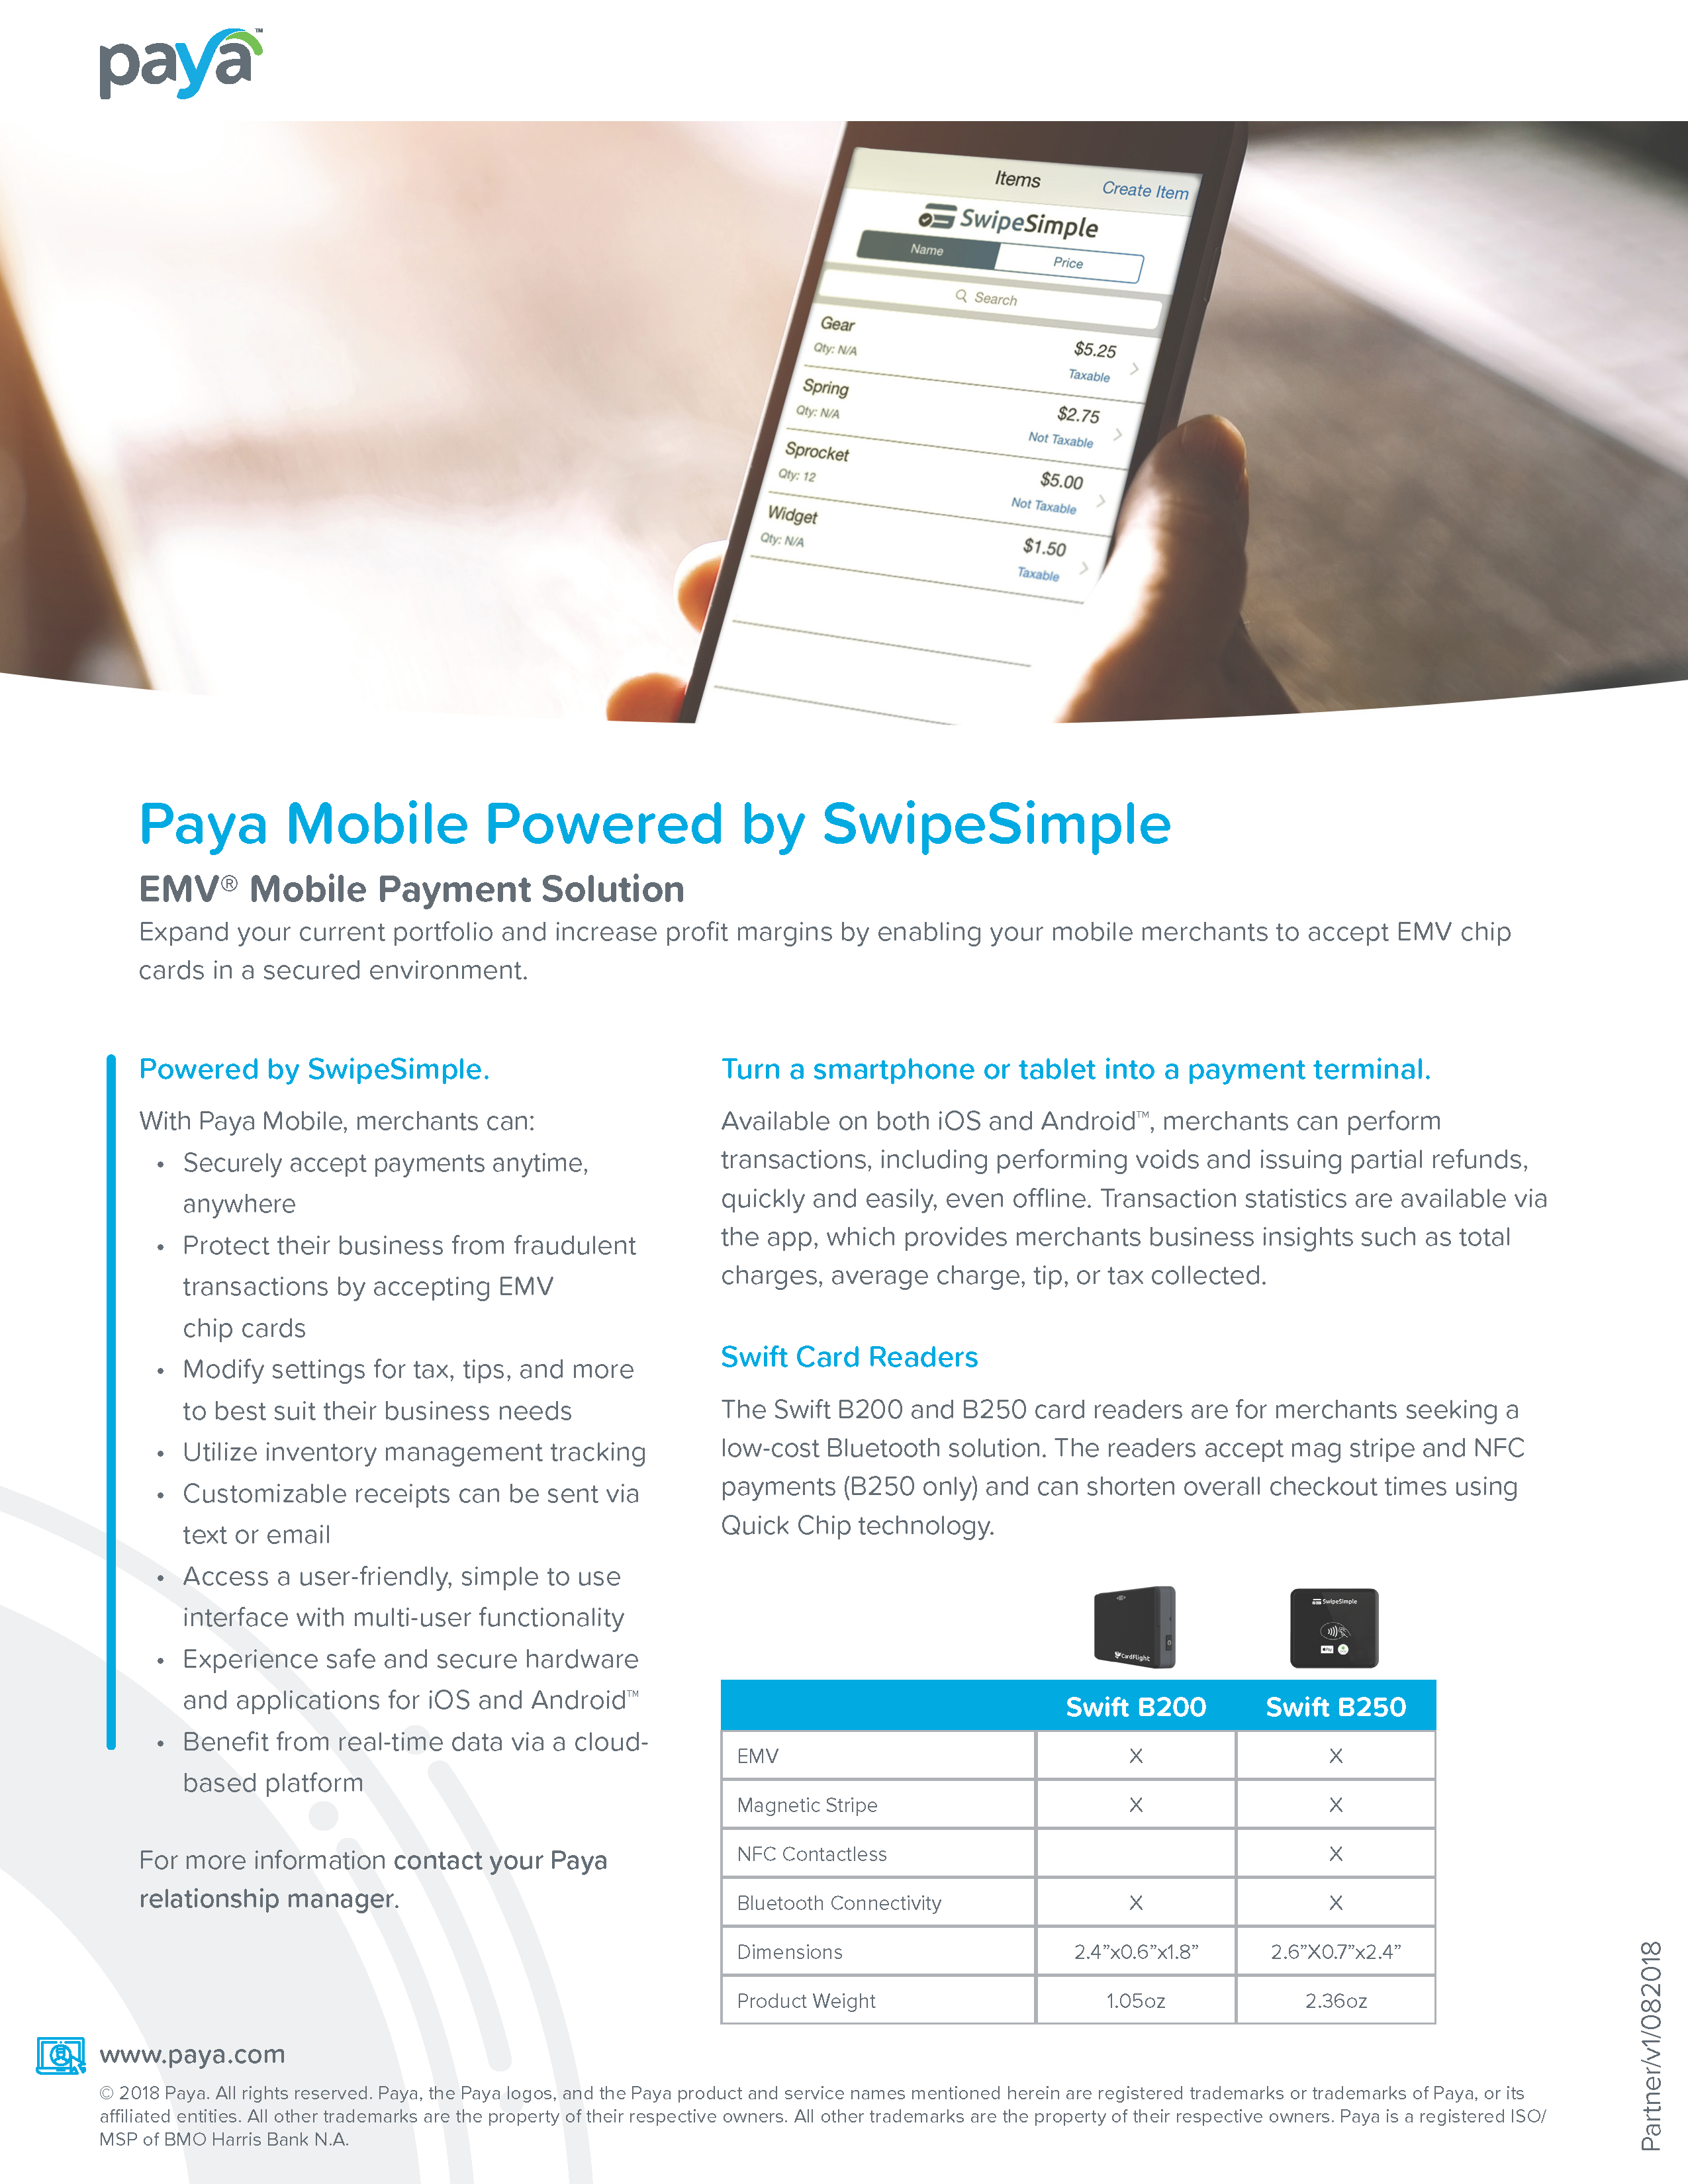 paya™
Items
Create Item
SwipeSimple
Name
Price
Search
Gear
$5.25
Qty: N/A
Taxable
Spring
$2.75
Qty: N/A
Not Taxable
Sprocket
$5.00
Qty: 12
Not Taxable
Widget
$1.50
Qty: N/A
Taxable
Paya Mobile Powered by SwipeSimple
EMV® Mobile Payment Solution
Expand your current portfolio and increase profit margins by enabling your mobile merchants to accept EMV chip
cards in a secured environment.
Powered by SwipeSimple.
With Paya Mobile, merchants can:
• Securely accept payments anytime,
anywhere
• Protect their business from fraudulent
transactions by accepting EMV
chip cards
• Modify settings for tax, tips, and more
to best suit their business needs
• Utilize inventory management tracking
• Customizable receipts can be sent via
text or email
• Access a user-friendly, simple to use
interface with multi-user functionality
• Experience safe and secure hardware
and applications for iOS and Android™
• Benefit from real-time data via a cloud-
based platform
For more information contact your Paya
relationship manager.
Turn a smartphone or tablet into a payment terminal.
Available on both iOS and Android™, merchants can perform
transactions, including performing voids and issuing partial refunds,
quickly and easily, even offline. Transaction statistics are available via
the app, which provides merchants business insights such as total
charges, average charge, tip, or tax collected.
Swift Card Readers
The Swift B200 and B250 card readers are for merchants seeking a
low-cost Bluetooth solution. The readers accept mag stripe and NFC
payments (B250 only) and can shorten overall checkout times using
Quick Chip technology.
CardFlight
SwipeSimple
Swift B200 Swift B250
EMV X X
Magnetic Stripe X X
NFC Contactless X
Bluetooth Connectivity X X
Dimensions 2.4”x0.6”x1.8” 2.6”X0.7”x2.4”
Product Weight 1.05oz 2.36oz
www.paya.com
© 2018 Paya. All rights reserved. Paya, the Paya logos, and the Paya product and service names mentioned herein are registered trademarks or trademarks of Paya, or its
affiliated entities. All other trademarks are the property of their respective owners. All other trademarks are the property of their respective owners. Paya is a registered ISO/
MSP of BMO Harris Bank N.A.
Partner/v1/082018